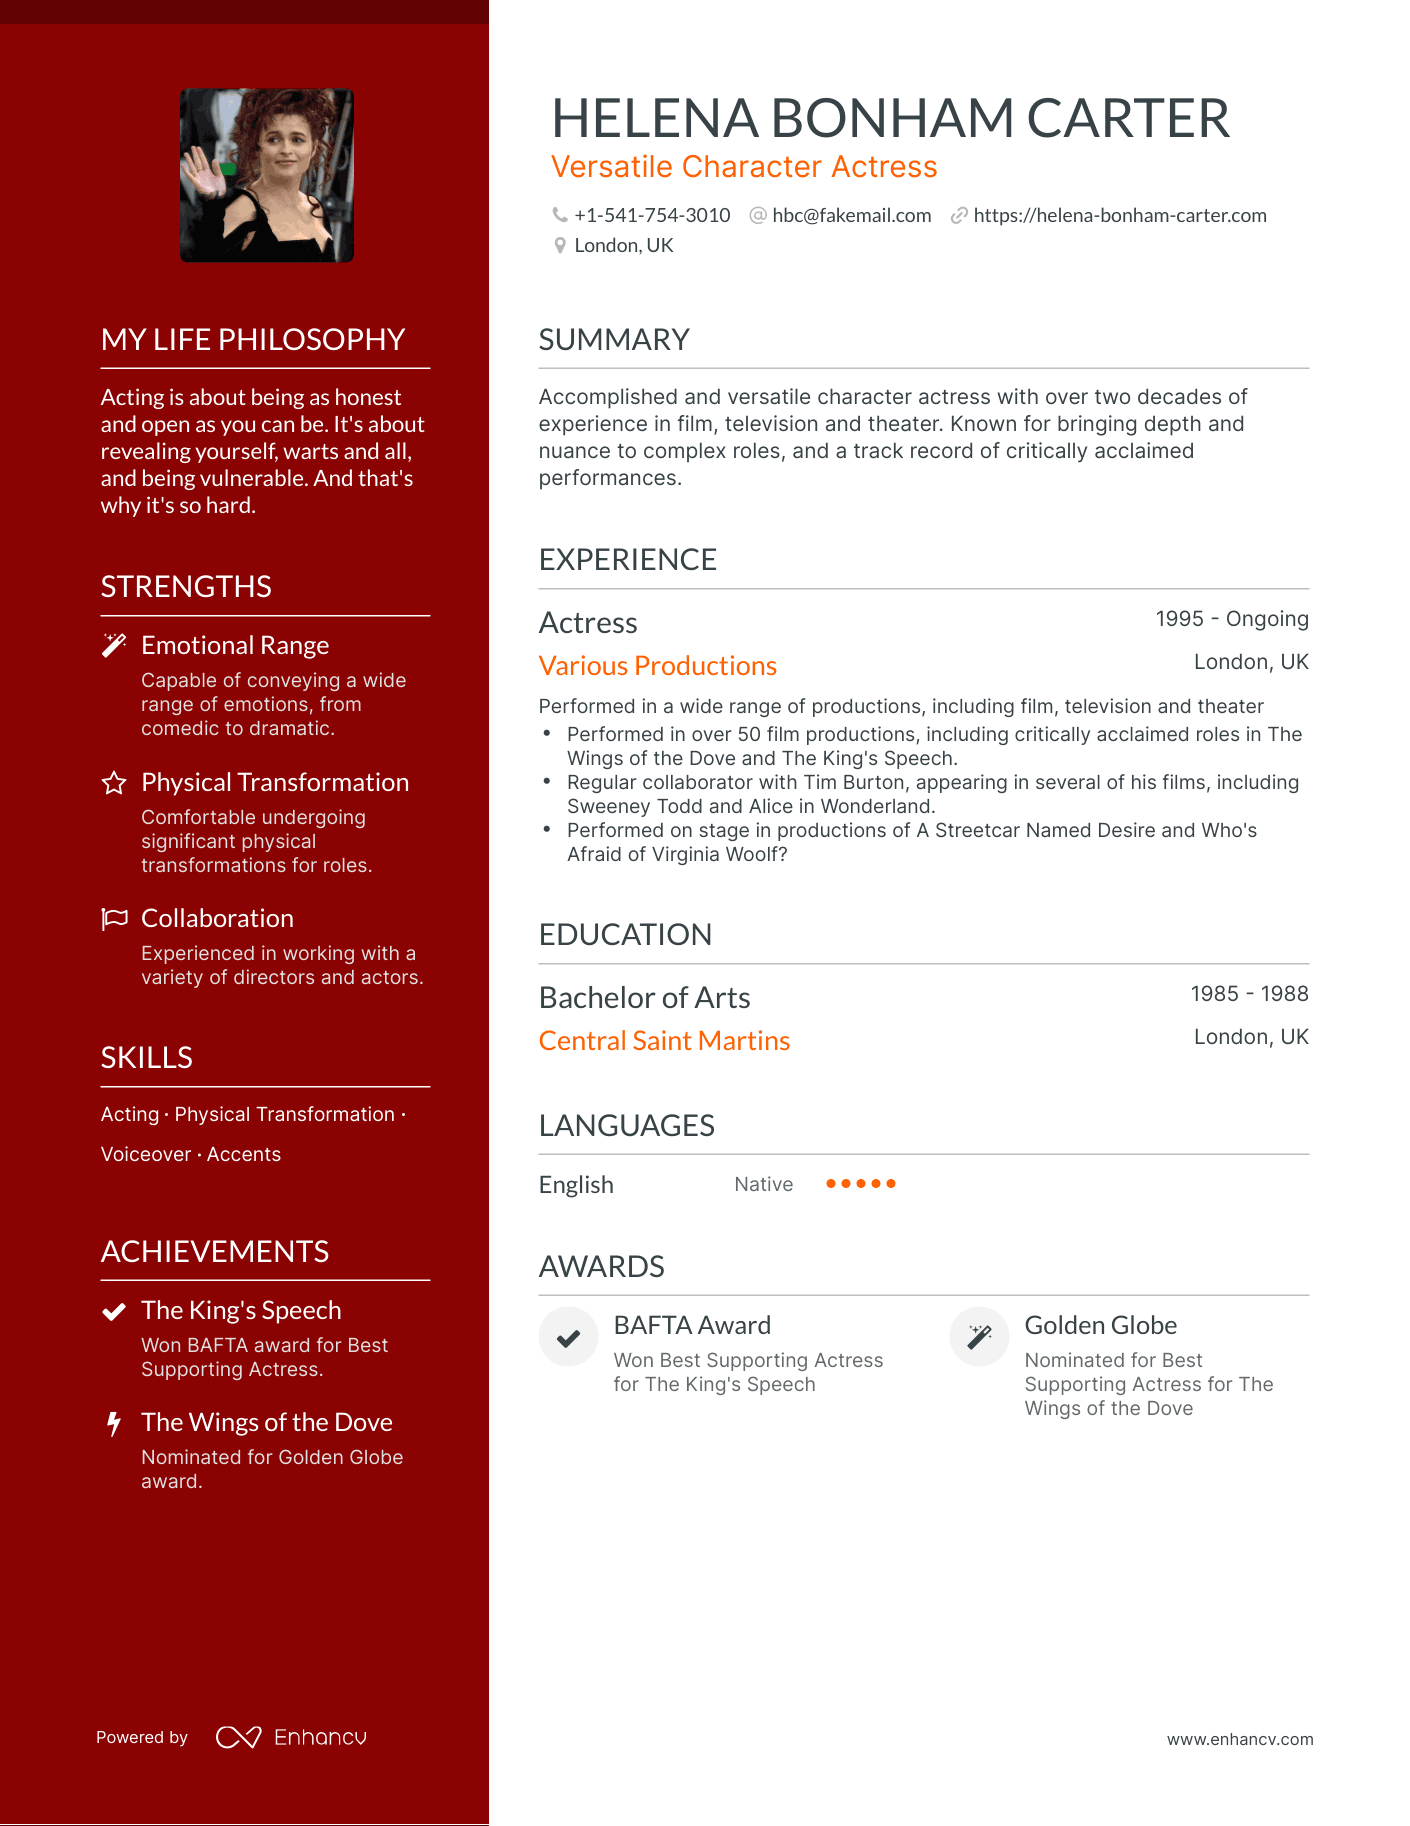 HELENA BONHAM CARTER
Versatile Character Actress
+1-541-754-3010 hbc@fakemail.com https://helena-bonham-carter.com
London, UK
MY LIFE PHILOSOPHY
Acting is about being as honest
and open as you can be. It's about
revealing yourself, warts and all,
and being vulnerable. And that's
why it's so hard.
STRENGTHS
Emotional Range
Capable of conveying a wide
range of emotions, from
comedic to dramatic.
Physical Transformation
Comfortable undergoing
significant physical
transformations for roles.
Collaboration
Experienced in working with a
variety of directors and actors.
SKILLS
Acting · Physical Transformation ·
Voiceover · Accents
ACHIEVEMENTS
The King's Speech
Won BAFTA award for Best
Supporting Actress.
The Wings of the Dove
Nominated for Golden Globe
award.
SUMMARY
Accomplished and versatile character actress with over two decades of
experience in film, television and theater. Known for bringing depth and
nuance to complex roles, and a track record of critically acclaimed
performances.
EXPERIENCE
Actress 1995 - Ongoing
Various Productions London, UK
Performed in a wide range of productions, including film, television and theater
• Performed in over 50 film productions, including critically acclaimed roles in The
Wings of the Dove and The King's Speech.
• Regular collaborator with Tim Burton, appearing in several of his films, including
Sweeney Todd and Alice in Wonderland.
• Performed on stage in productions of A Streetcar Named Desire and Who's
Afraid of Virginia Woolf?
EDUCATION
Bachelor of Arts 1985 - 1988
Central Saint Martins London, UK
LANGUAGES
English Native
AWARDS
BAFTA Award
Won Best Supporting Actress
for The King's Speech
Golden Globe
Nominated for Best
Supporting Actress for The
Wings of the Dove
Powered by Enhancv
www.enhancv.com